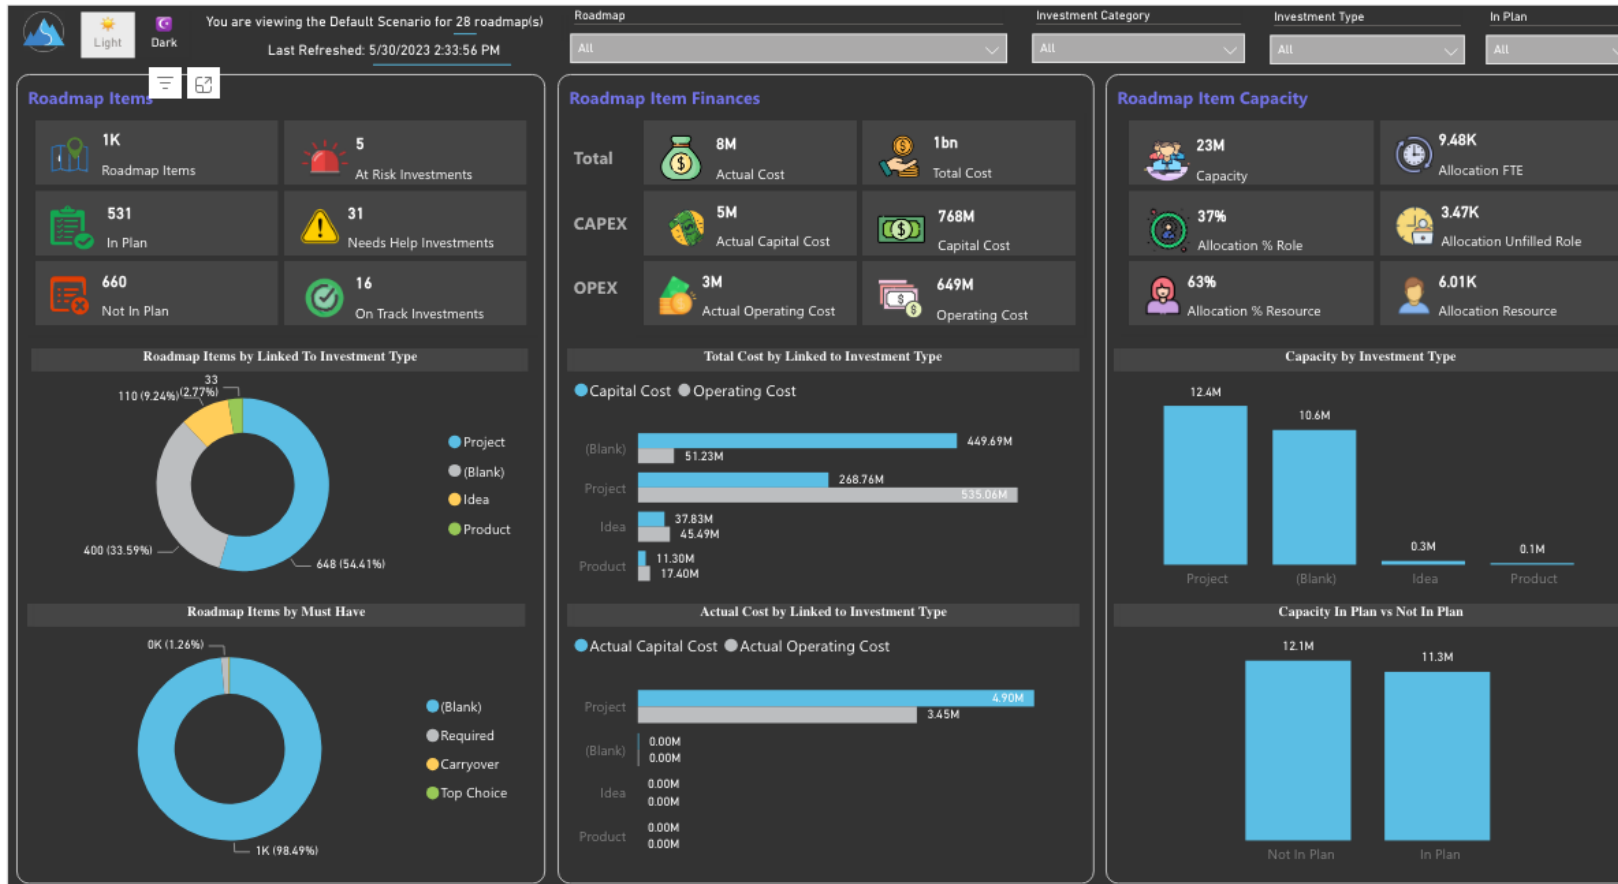 Light
Dark
You are viewing the Default Scenario for 28 roadmap(s)
Last Refreshed: 5/30/2023 2:33:56 PM
Roadmap
All
Investment Category
All
Investment Type
All
In Plan
All
Roadmap Items
1K
Roadmap Items
5
At Risk Investments
531
In Plan
31
Needs Help Investments
660
Not In Plan
16
On Track Investments
Roadmap Items by Linked To Investment Type
33
(2.77%)
110 (9.24%)
400 (33.59%)
648 (54.41%)
Project
(Blank)
Idea
Product
Roadmap Items by Must Have
0K (1.26%)
1K (98.49%)
(Blank)
Required
Carryover
Top Choice
Roadmap Item Finances
Total
8M
Actual Cost
1bn
Total Cost
CAPEX
5M
Actual Capital Cost
768M
Capital Cost
OPEX
3M
Actual Operating Cost
649M
Operating Cost
Total Cost by Linked to Investment Type
Capital Cost
Operating Cost
(Blank)
449.69M
51.23M
Project
268.76M
535.06M
Idea
37.83M
45.49M
Product
11.30M
17.40M
Actual Cost by Linked to Investment Type
Actual Capital Cost
Actual Operating Cost
Project
4.90M
3.45M
(Blank)
0.00M
0.00M
Idea
0.00M
0.00M
Product
0.00M
0.00M
Roadmap Item Capacity
23M
Capacity
9.48K
Allocation FTE
37%
Allocation % Role
3.47K
Allocation Unfilled Role
63%
Allocation % Resource
6.01K
Allocation Resource
Capacity by Investment Type
12.4M
10.6M
0.3M
0.1M
Project
(Blank)
Idea
Product
Capacity In Plan vs Not In Plan
12.1M
11.3M
Not In Plan
In Plan